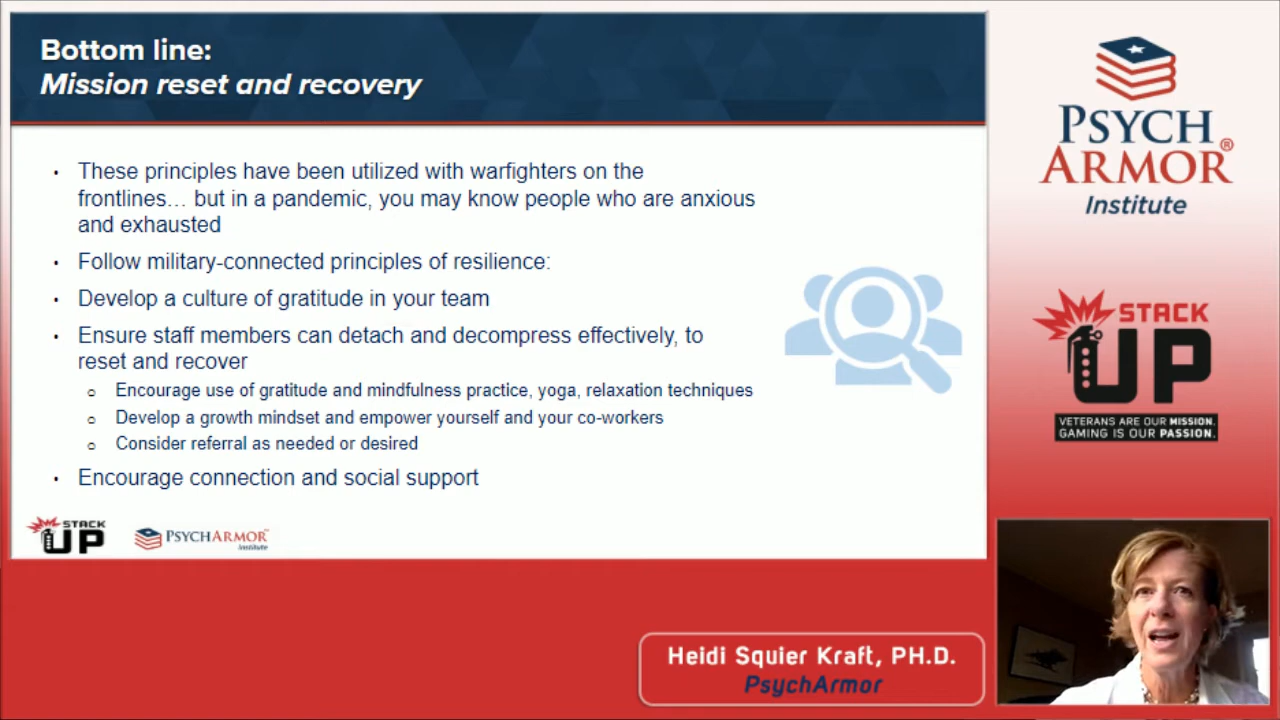 Bottom line:
Mission reset and recovery
• These principles have been utilized with warfighters on the
frontlines… but in a pandemic, you may know people who are anxious
and exhausted
• Follow military-connected principles of resilience:
• Develop a culture of gratitude in your team
• Ensure staff members can detach and decompress effectively, to
reset and recover
o Encourage use of gratitude and mindfulness practice, yoga, relaxation techniques
o Develop a growth mindset and empower yourself and your co-workers
o Consider referral as needed or desired
• Encourage connection and social support
STACK
UP
PSYCHARMOR™
Institute
PSYCH
ARMOR®
Institute
STACK
UP
VETERANS ARE OUR MISSION.
GAMING IS OUR PASSION.
Heidi Squier Kraft, PH.D.
PsychArmor